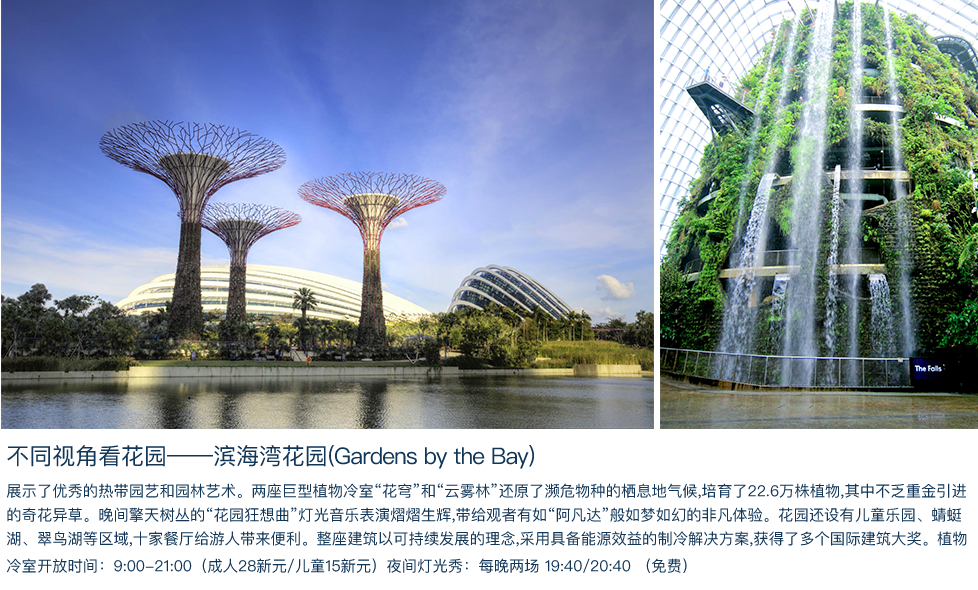 The Falls
不同视角看花园——滨海湾花园(Gardens by the Bay)
展示了优秀的热带园艺和园林艺术。两座巨型植物冷室“花穹”和“云雾林”还原了濒危物种的栖息地气候,培育了22.6万株植物,其中不乏重金引进
的奇花异草。晚间擎天树丛的“花园狂想曲”灯光音乐表演熠熠生辉,带给观者有如“阿凡达”般如梦如幻的非凡体验。花园还设有儿童乐园、蜻蜓
湖、翠鸟湖等区域,十家餐厅给游人带来便利。整座建筑以可持续发展的理念,采用具备能源效益的制冷解决方案,获得了多个国际建筑大奖。植物
冷室开放时间：9:00-21:00（成人28新元/儿童15新元）夜间灯光秀：每晚两场 19:40/20:40 （免费）